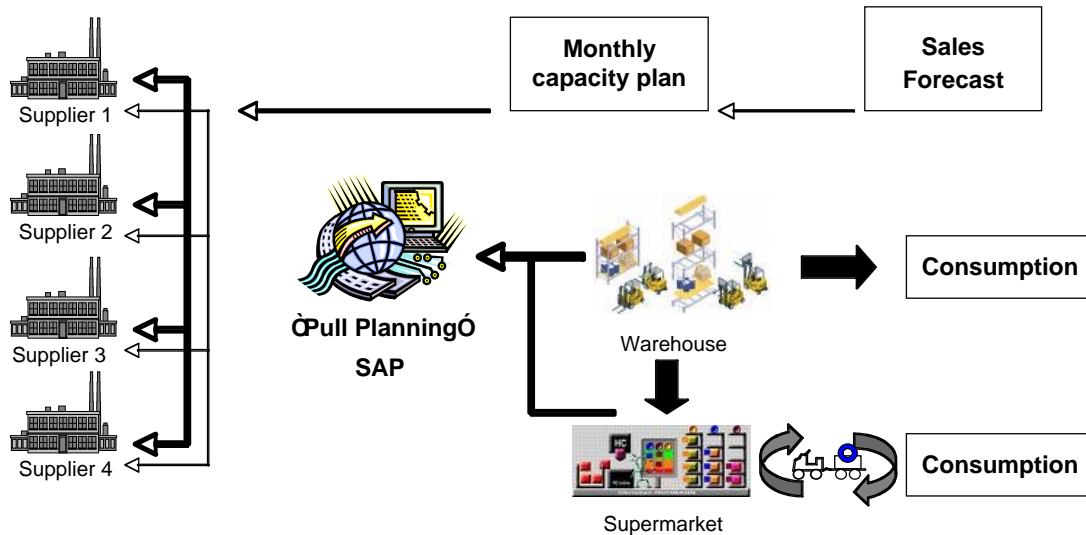 Monthly
capacity plan
Sales
Forecast
Supplier 1
Supplier 2
Supplier 3
Supplier 4
ÒPull PlanningÓ
SAP
Warehouse
Consumption
HC
Supermarket
Consumption